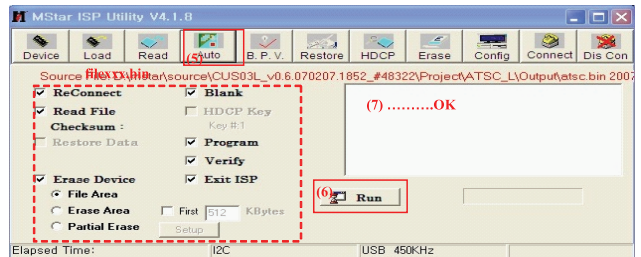 MStar ISP Utility V4.1.8
Device Load Read Auto B. P. V. Restore HDCP Erase Config Connect Dis Con
(5)
filexxx.bin
Source File: D:\mstar\source\CUS03L_v0.6.070207.1852_#48322\Project\ATSC_L\Output\atsc.bin 2007
ReConnect Blank
Read File HDCP Key
Checksum : Key #:1
Restore Data Program
Verify
Erase Device Exit ISP
File Area
Erase Area First 512 KBytes
Partial Erase Setup
(7) ..........OK
(6) Run
Elapsed Time: I2C USB 450KHz